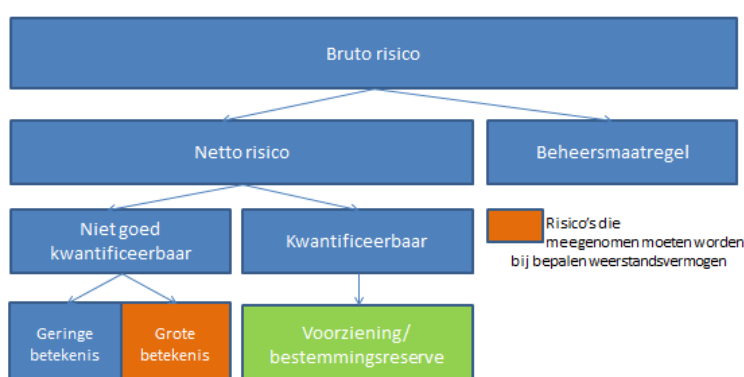 Bruto risico
Netto risico
Beheersmaatregel
Niet goed
kwantificeerbaar
Kwantificeerbaar
Risico's die
meegenomen moeten worden
bij bepalen weerstandsvermogen
Geringe
betekenis
Grote
betekenis
Voorziening/
bestemmingsreserve